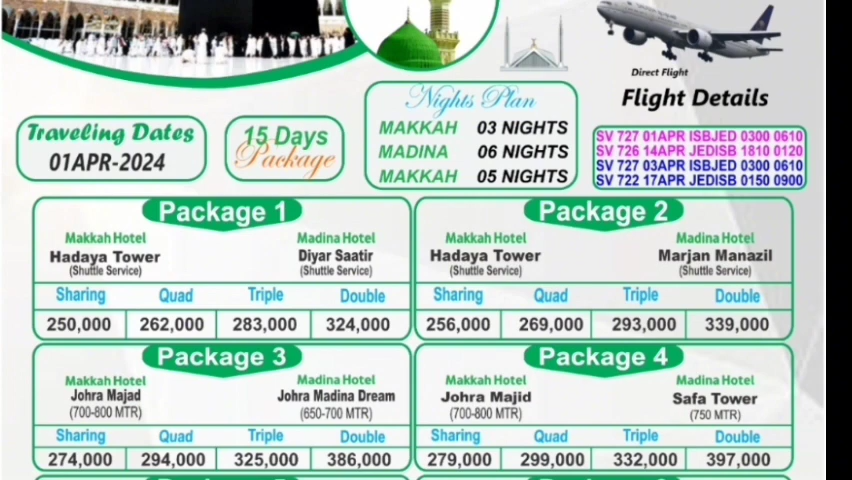 Direct Flight
Flight Details
Traveling Dates
01APR-2024
15 Days
Package
Nights Plan
MAKKAH 03 NIGHTS
MADINA 06 NIGHTS
MAKKAH 05 NIGHTS
SV 727 01APR ISBJED 0300 0610
SV 726 14APR JEDISB 1810 0120
SV 727 03APR ISBJED 0300 0610
SV 722 17APR JEDISB 0150 0900
Package 1
Makkah Hotel Madina Hotel
Hadaya Tower Diyar Saatir
(Shuttle Service) (Shuttle Service)
Sharing Quad Triple Double
250,000 262,000 283,000 324,000
Package 2
Makkah Hotel Madina Hotel
Hadaya Tower Marjan Manazil
(Shuttle Service) (Shuttle Service)
Sharing Quad Triple Double
256,000 269,000 293,000 339,000
Package 3
Makkah Hotel Madina Hotel
Johra Majad Johra Madina Dream
(700-800 MTR) (650-700 MTR)
Sharing Quad Triple Double
274,000 294,000 325,000 386,000
Package 4
Makkah Hotel Madina Hotel
Johra Majid Safa Tower
(700-800 MTR) (750 MTR)
Sharing Quad Triple Double
279,000 299,000 332,000 397,000